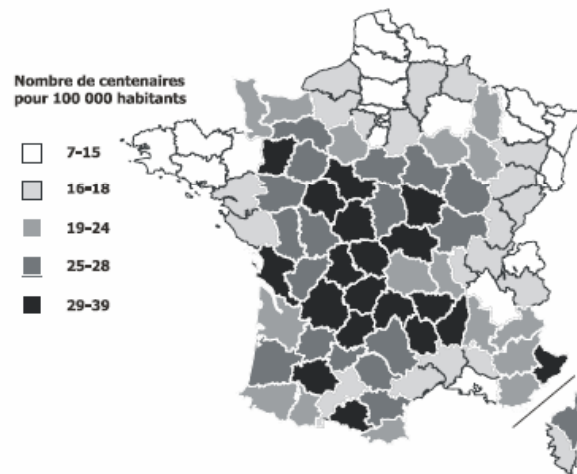 Nombre de centenaires
pour 100 000 habitants
7-15
16-18
19-24
25-28
29-39